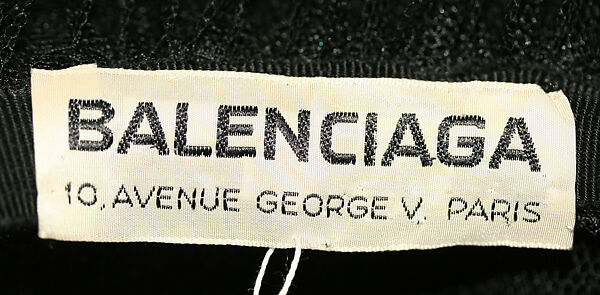 BALENCIAGA
10, AVENUE GEORGE V. PARIS